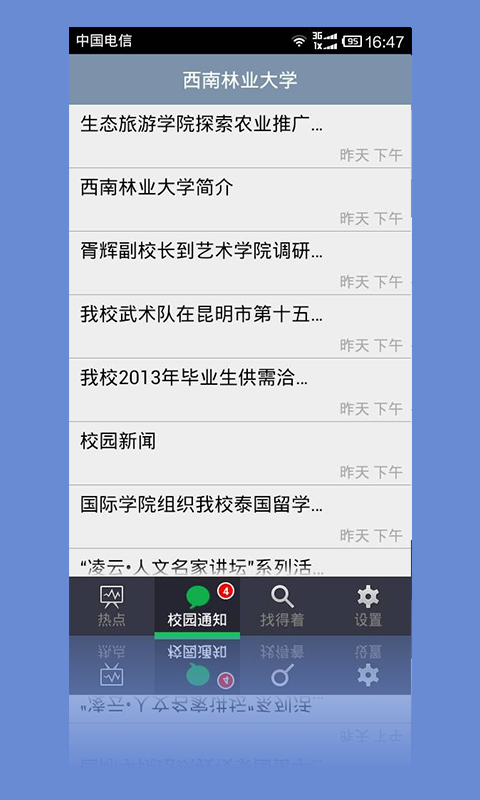 中国电信 3G 1x 95 16:47
西南林业大学
生态旅游学院探索农业推广...
昨天 下午
西南林业大学简介
昨天 下午
胥辉副校长到艺术学院调研...
昨天 下午
我校武术队在昆明市第十五...
昨天 下午
我校2013年毕业生供需洽...
昨天 下午
校园新闻
昨天 下午
国际学院组织我校泰国留学...
昨天 下午
“凌云·人文名家讲坛”系列活...
4
热点 校园通知 找得着 设置